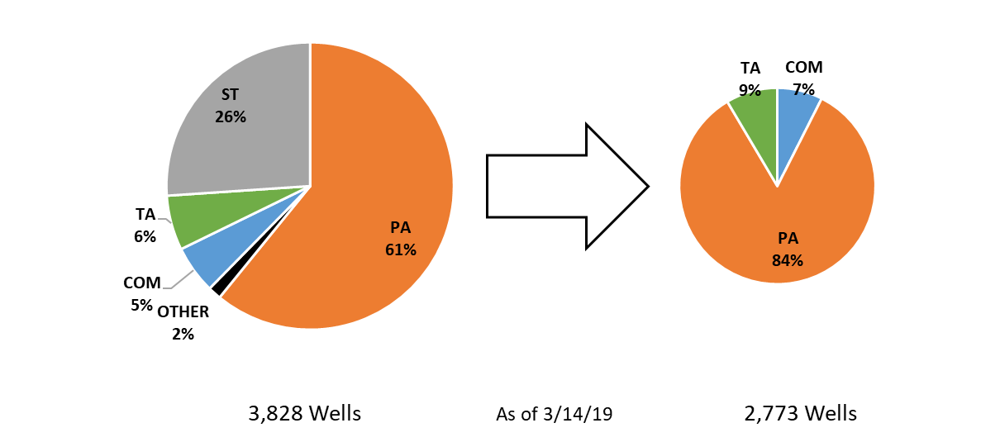 ST
26%
TA
6%
COM
5%
OTHER
2%
PA
61%
TA
9%
COM
7%
PA
84%
3,828 Wells
As of 3/14/19
2,773 Wells